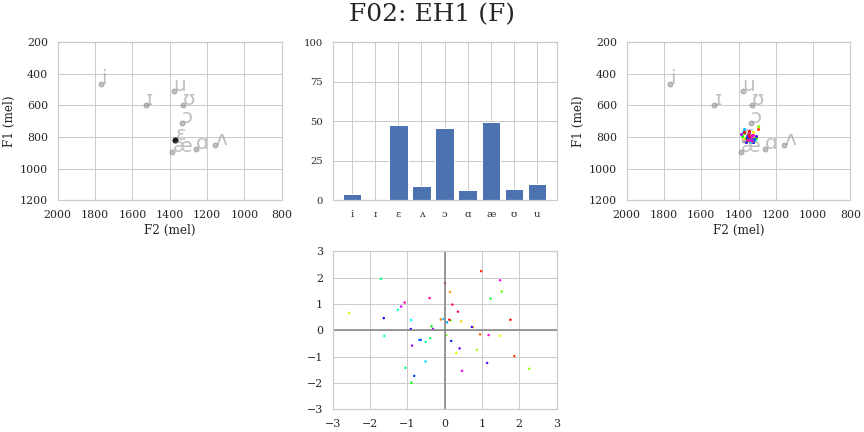 F02: EH1 (F)
200
400
600
800
1000
1200
2000 1800 1600 1400 1200 1000 800
F1 (mel)
F2 (mel)
i
ɪ
u
ʊ
ɔ
ɛ
æ
ɑ
ʌ
100
75
50
25
0
i ɪ ɛ ʌ ɔ ɑ æ ʊ u
200
400
600
800
1000
1200
2000 1800 1600 1400 1200 1000 800
F1 (mel)
F2 (mel)
i
ɪ
u
ʊ
ɔ
æ
ɑ
ʌ
3
2
1
0
−1
−2
−3
−3 −2 −1 0 1 2 3